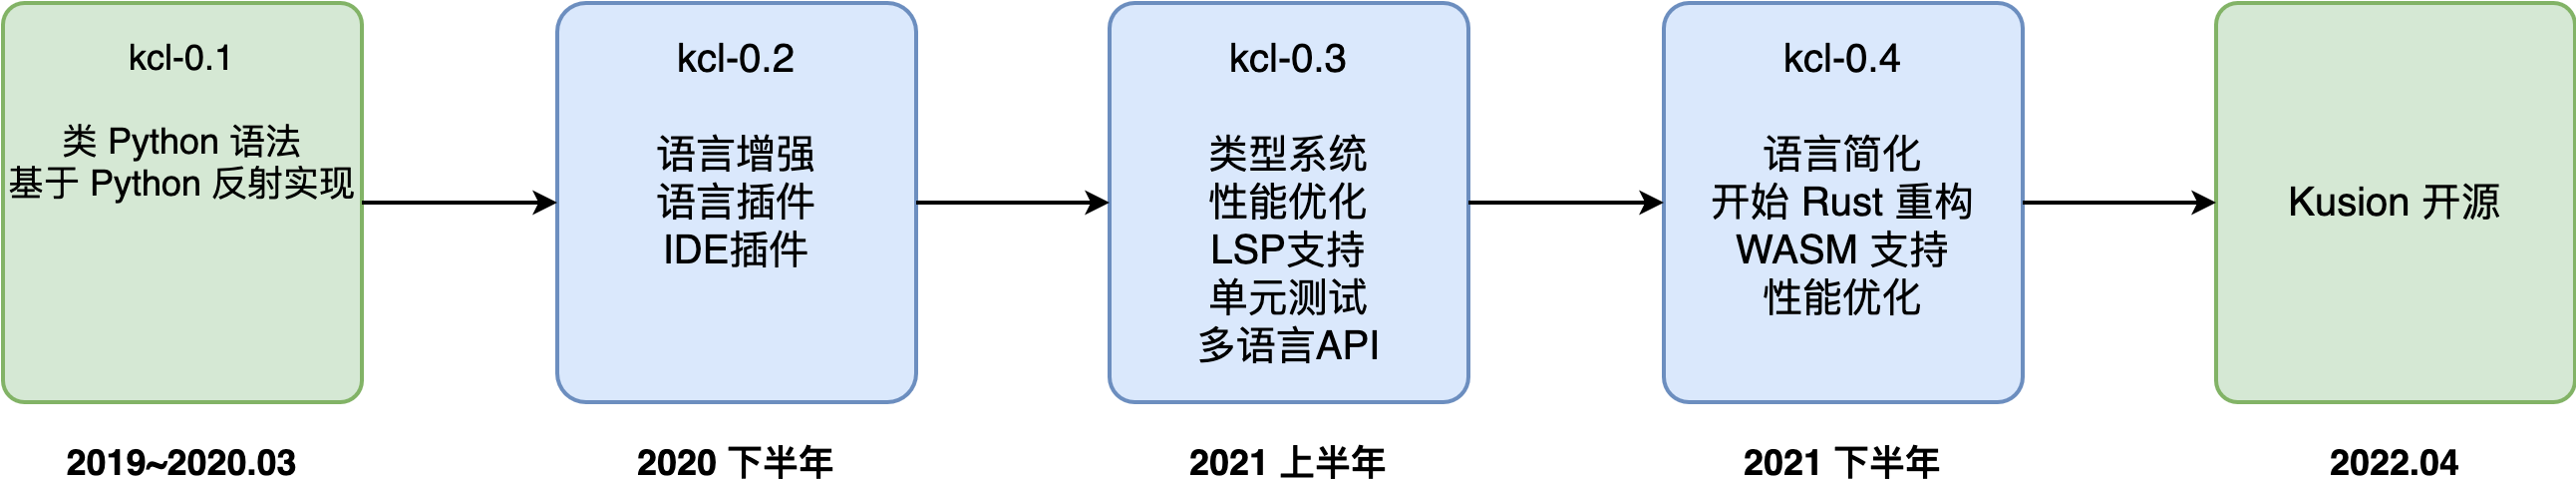 kcl-0.1
类 Python 语法
基于 Python 反射实现
kcl-0.2
语言增强
语言插件
IDE插件
kcl-0.3
类型系统
性能优化
LSP支持
单元测试
多语言API
kcl-0.4
语言简化
开始 Rust 重构
WASM 支持
性能优化
Kusion 开源
2019~2020.03
2020 下半年
2021 上半年
2021 下半年
2022.04